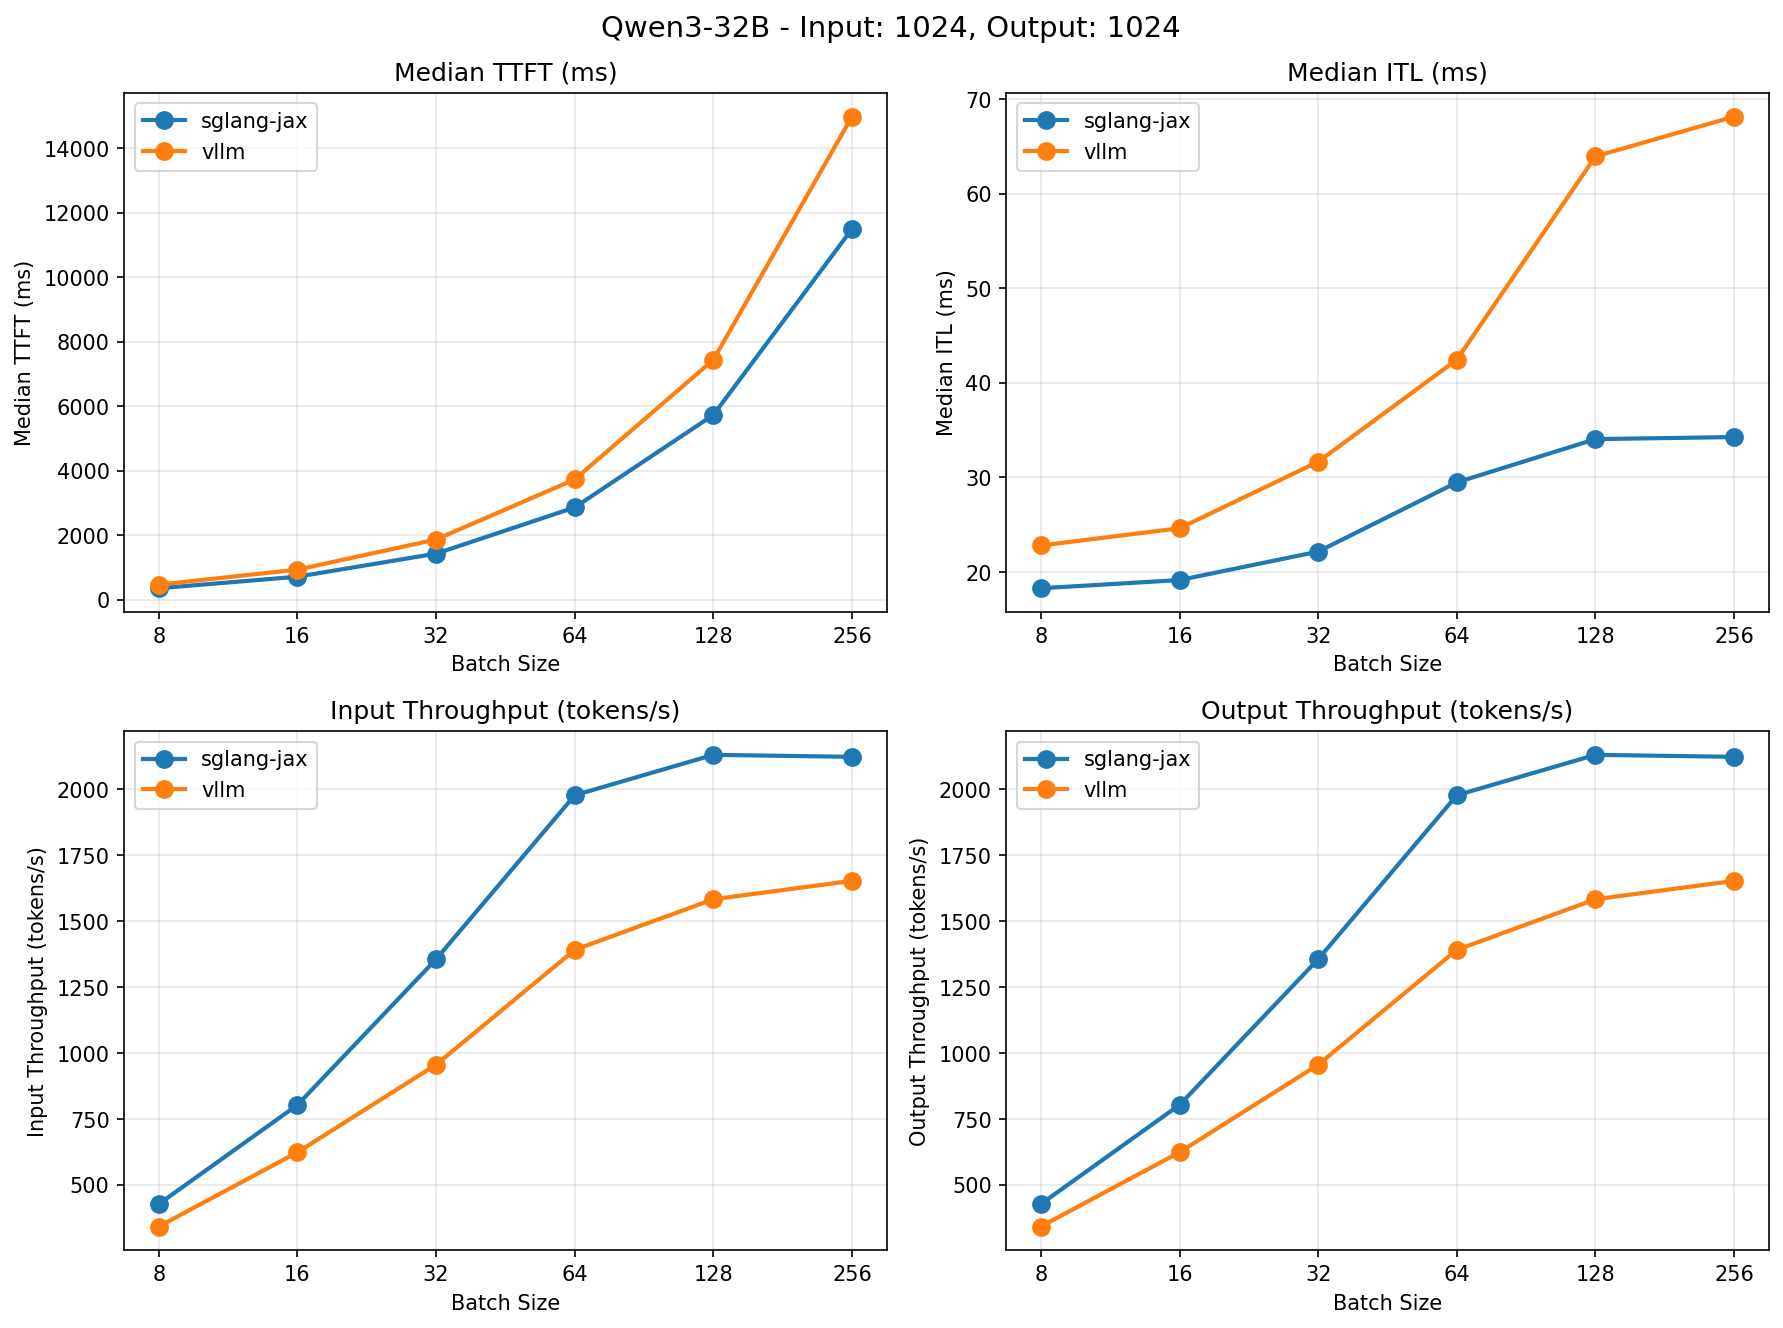 Qwen3-32B - Input: 1024, Output: 1024
Median TTFT (ms)
sglang-jax
vllm
Median TTFT (ms)
14000
12000
10000
8000
6000
4000
2000
0
8 16 32 64 128 256
Batch Size
Median ITL (ms)
sglang-jax
vllm
Median ITL (ms)
70
60
50
40
30
20
8 16 32 64 128 256
Batch Size
Input Throughput (tokens/s)
sglang-jax
vllm
Input Throughput (tokens/s)
2000
1750
1500
1250
1000
750
500
8 16 32 64 128 256
Batch Size
Output Throughput (tokens/s)
sglang-jax
vllm
Output Throughput (tokens/s)
2000
1750
1500
1250
1000
750
500
8 16 32 64 128 256
Batch Size